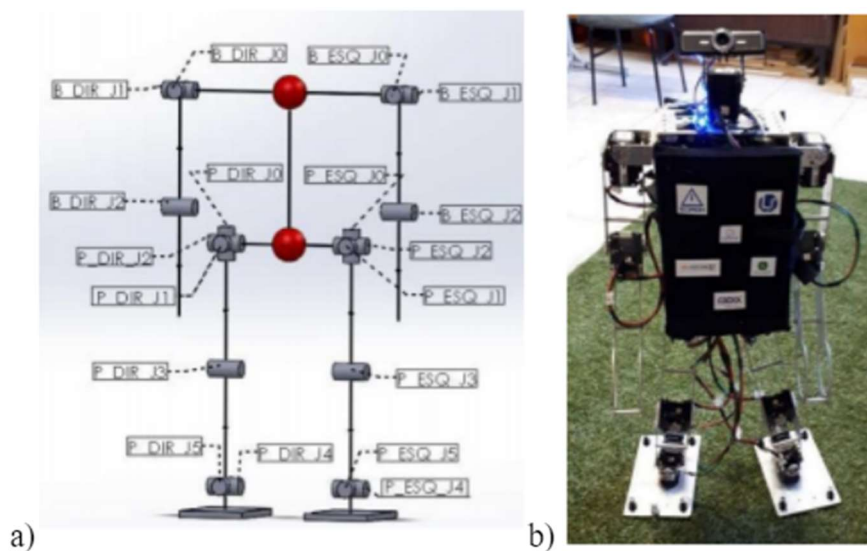 B_DIR_J0
B_ESQ_J0
B_DIR_J1
B_ESQ_J1
P_DIR_J0
P_ESQ_J0
B_DIR_J2
B_ESQ_J2
P_DIR_J2
P_ESQ_J2
P_DIR_J1
P_ESQ_J1
P_DIR_J3
P_ESQ_J3
P_DIR_J5
P_DIR_J4
P_ESQ_J5
P_ESQ_J4
a)
b)